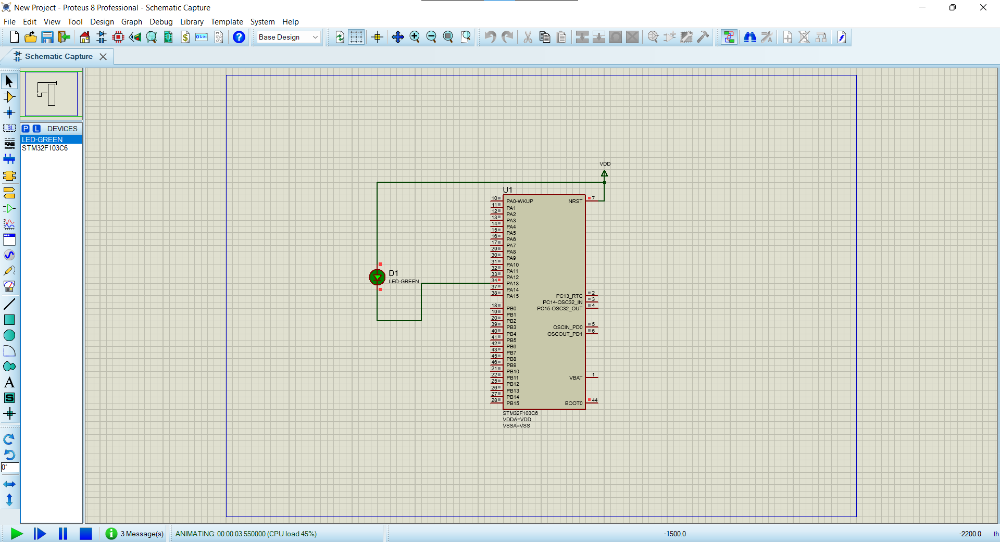 New Project - Proteus 8 Professional - Schematic Capture
File Edit View Tool Design Graph Debug Library Template System Help
Base Design
Schematic Capture
P L DEVICES
LED-GREEN
STM32F103C6
LBL
A
S
0°
VDD
U1
10 PA0-WKUP NRST 7
11 PA1
12 PA2
13 PA3
14 PA4
15 PA5
16 PA6
17 PA7
29 PA8
30 PA9
31 PA10
32 PA11
33 PA12
34 PA13
37 PA14
38 PA15 PC13_RTC 2
PC14-OSC32_IN 3
18 PB0 PC15-OSC32_OUT 4
19 PB1
20 PB2
39 PB3 OSCIN_PD0 5
40 PB4 OSCOUT_PD1 6
41 PB5
42 PB6
43 PB7
45 PB8
46 PB9
21 PB10
22 PB11 VBAT 1
25 PB12
26 PB13
27 PB14
28 PB15 BOOT0 44
STM32F103C6
VDDA=VDD
VSSA=VSS
D1
LED-GREEN
3 Message(s) ANIMATING: 00:00:03.550000 (CPU load 45%) -1500.0 -2200.0 th